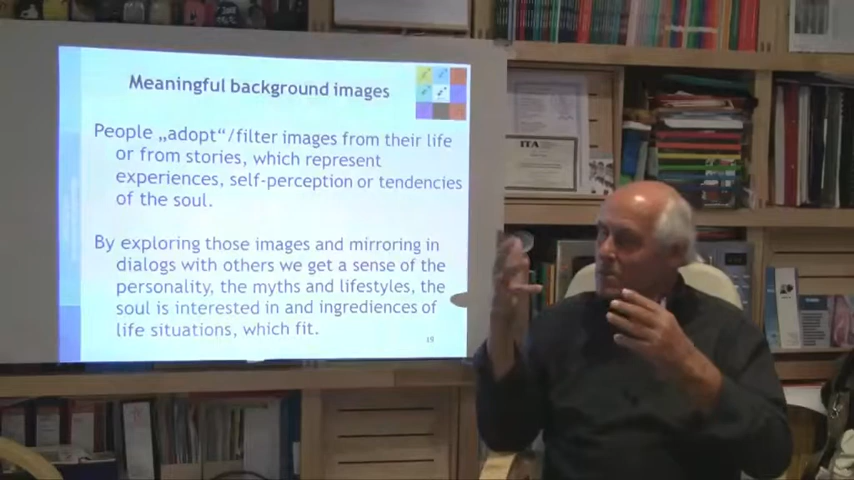 Meaningful background images
People „adopt“/filter images from their life
or from stories, which represent
experiences, self-perception or tendencies
of the soul.
By exploring those images and mirroring in
dialogs with others we get a sense of the
personality, the myths and lifestyles, the
soul is interested in and ingrediences of
life situations, which fit.
ITA